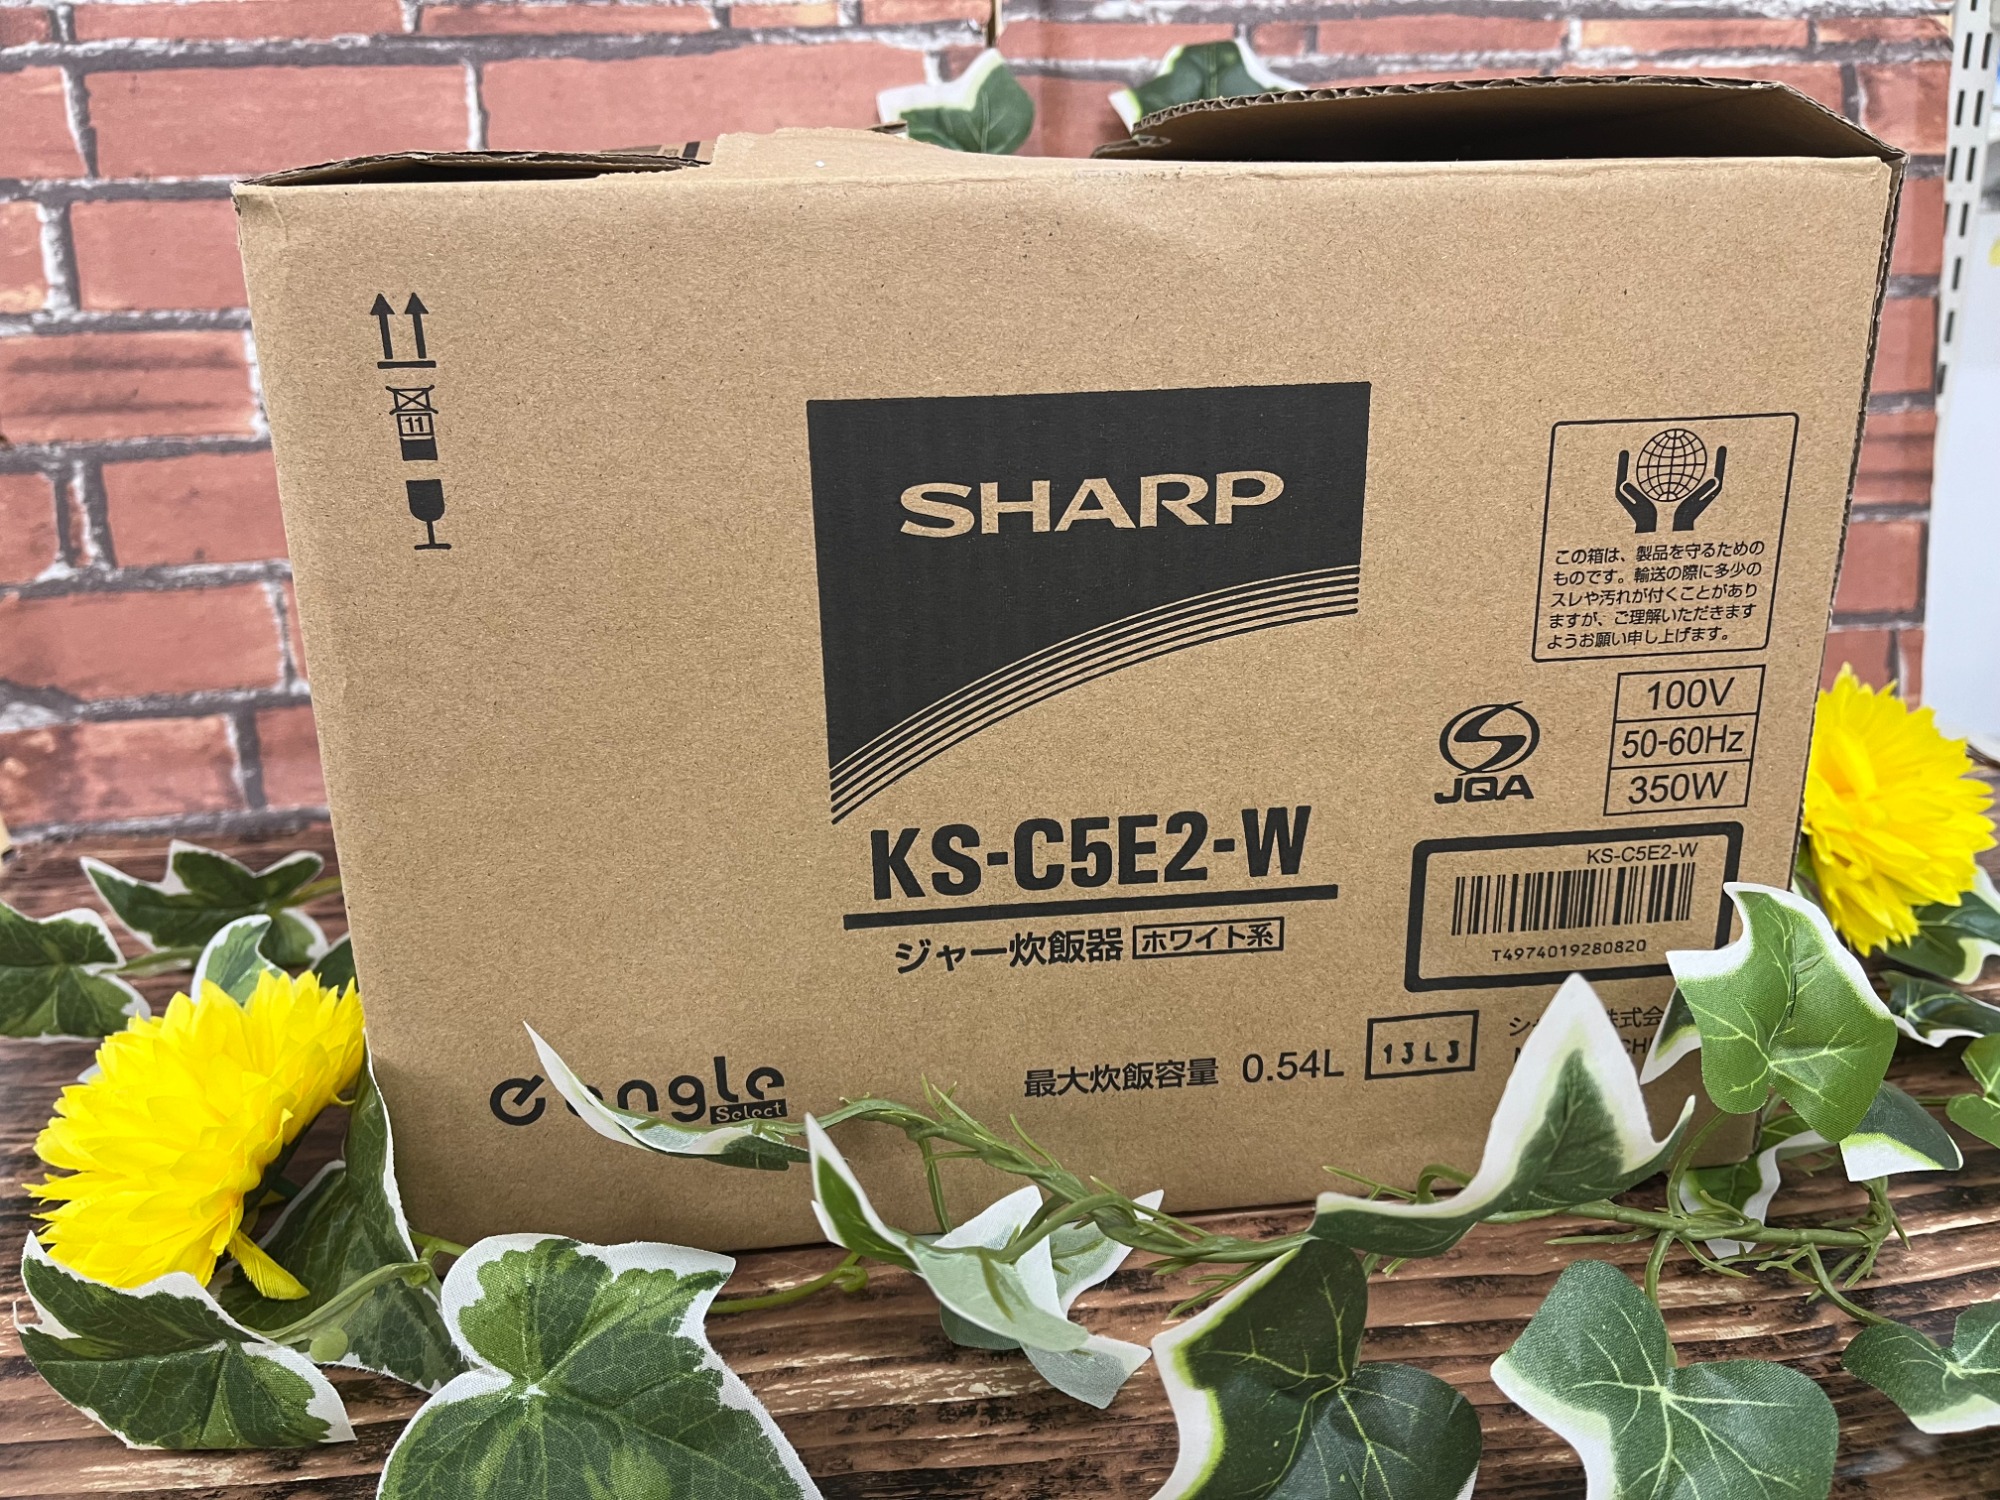 11
SHARP
この箱は、製品を守るための
ものです。輸送の際に多少の
スレや汚れが付くことがあり
ますが、ご理解いただきます
ようお願い申し上げます。
100V
50-60Hz
350W
JQA
KS-C5E2-W
ジャー炊飯器 ホワイト系
KS-C5E2-W
T4974019280820
最大炊飯容量 0.54L
13L3
Select